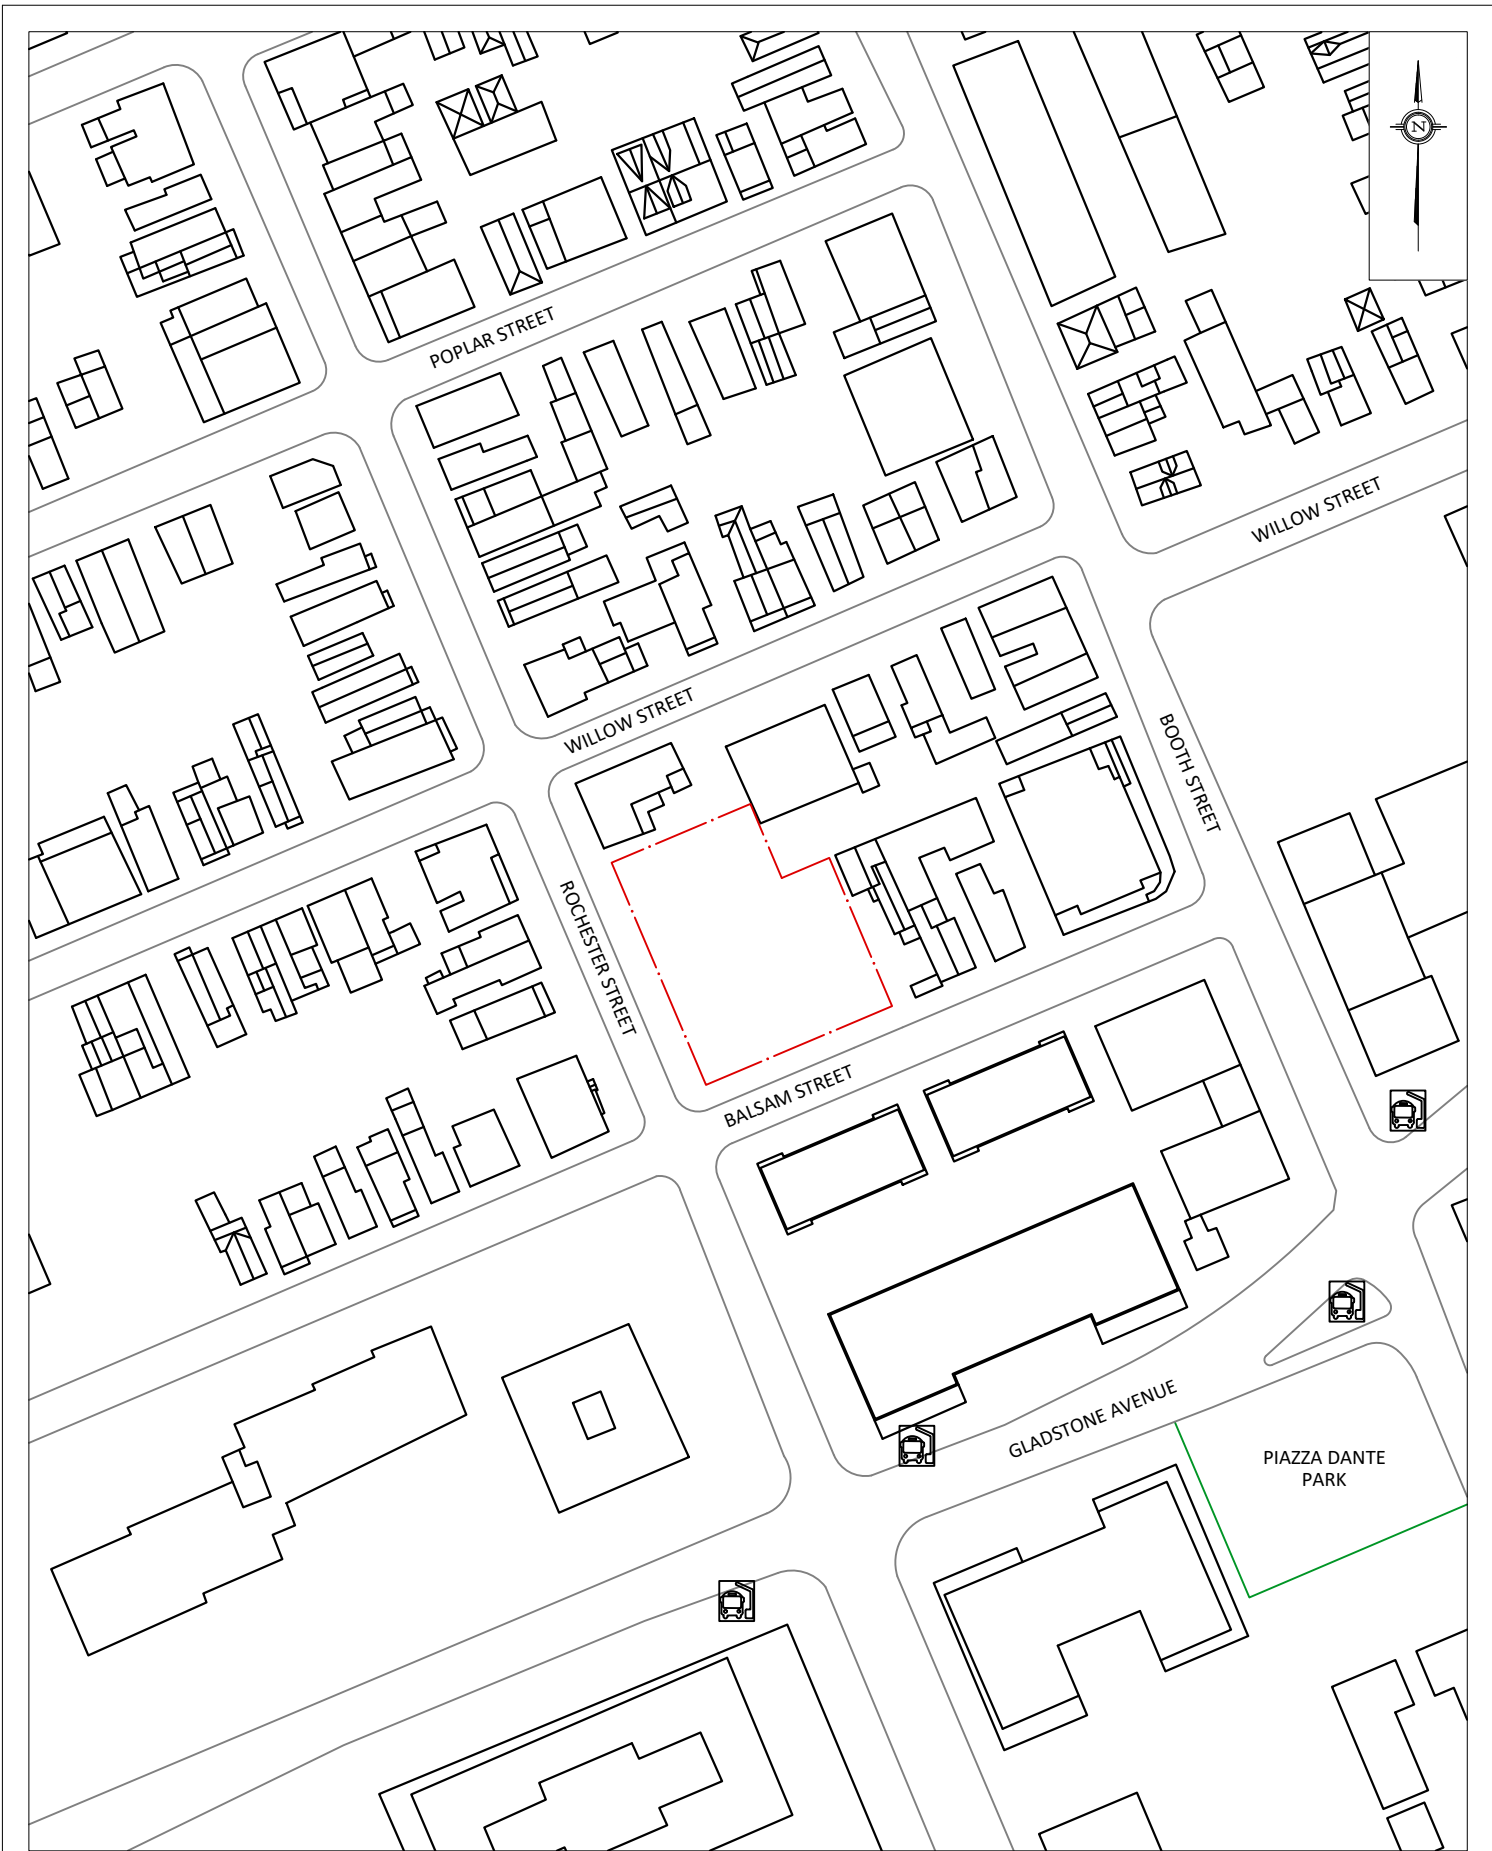 N
POPLAR STREET
WILLOW STREET
WILLOW STREET
BOOTH STREET
ROCHESTER STREET
BALSAM STREET
GLADSTONE AVENUE
PIAZZA DANTE
PARK